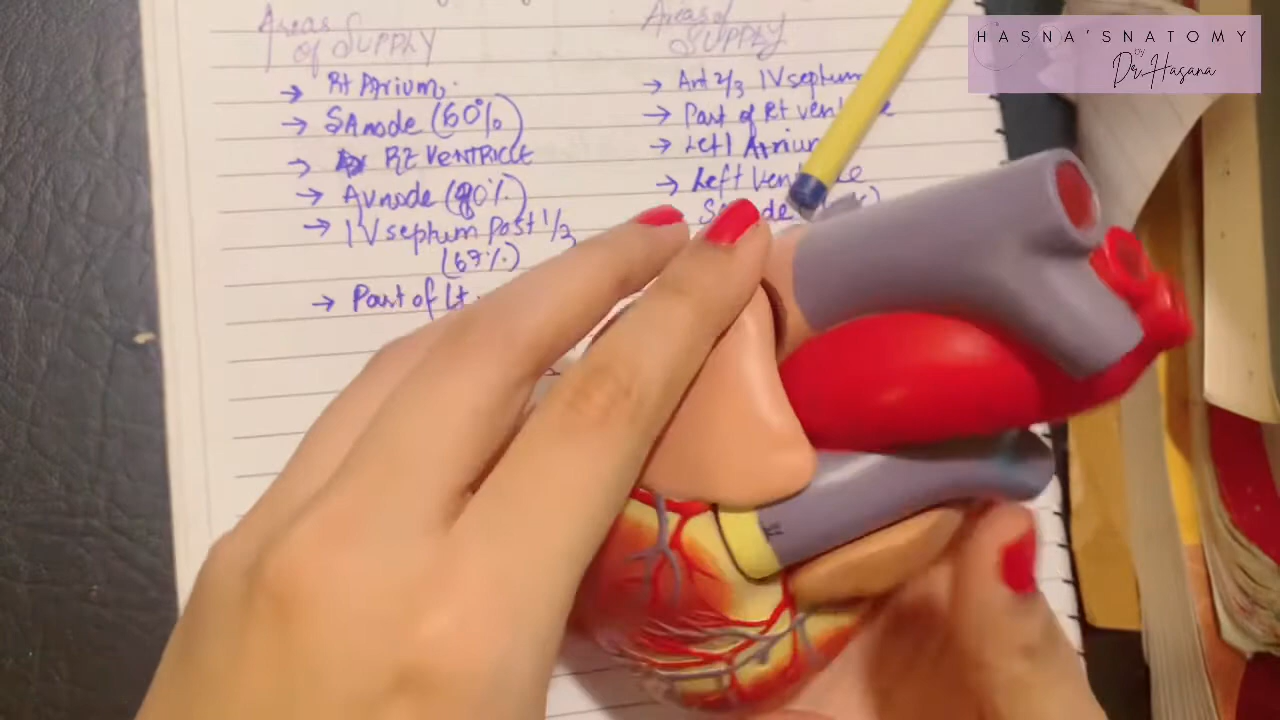 HASNA'SNATOMY
by
Dr Hasana
Areas
of SUPPLY
→ Rt Atrium.
→ SA node (60%)
→ Rt VENTRICLE
→ AV node (90%)
→ IV septum post 1/3
(67%)
→ Part of Lt
Areas of
SUPPLY
→ Ant 2/3 IV septum
→ Part of Rt ven
→ Left Atrium
→ Left Vent